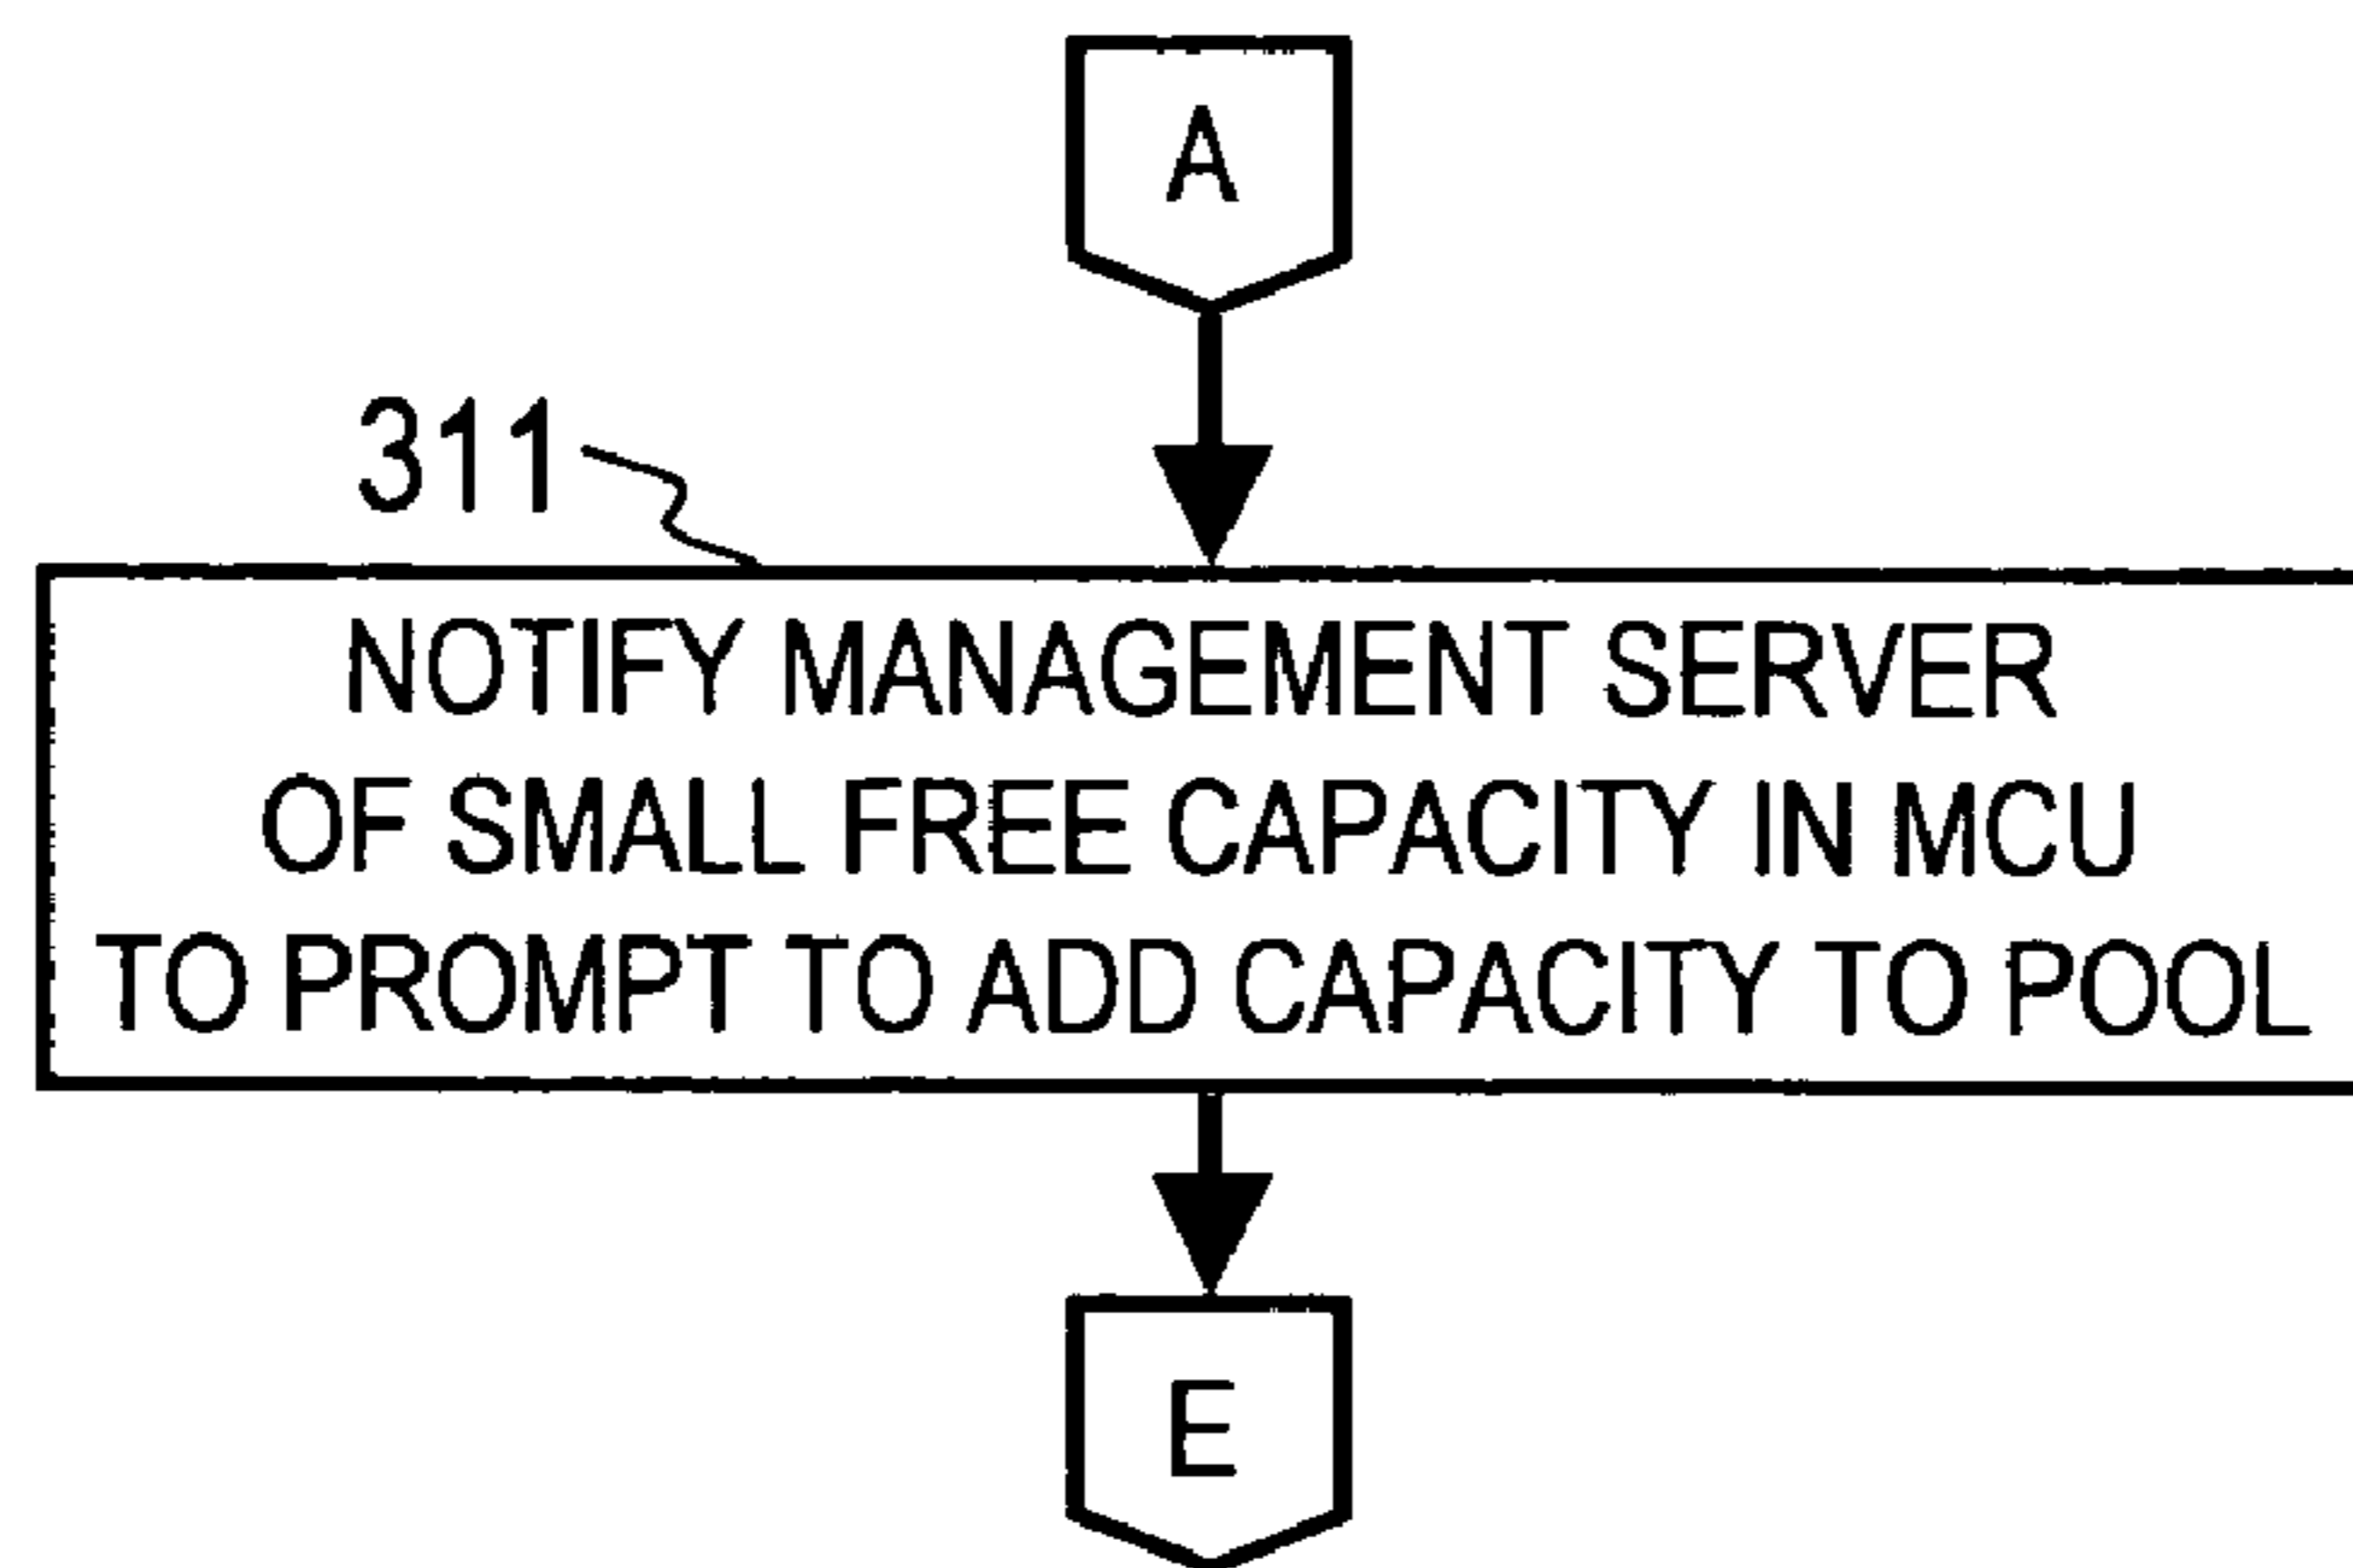 A
311
NOTIFY MANAGEMENT SERVER
OF SMALL FREE CAPACITY IN MCU
TO PROMPT TO ADD CAPACITY TO POOL
E